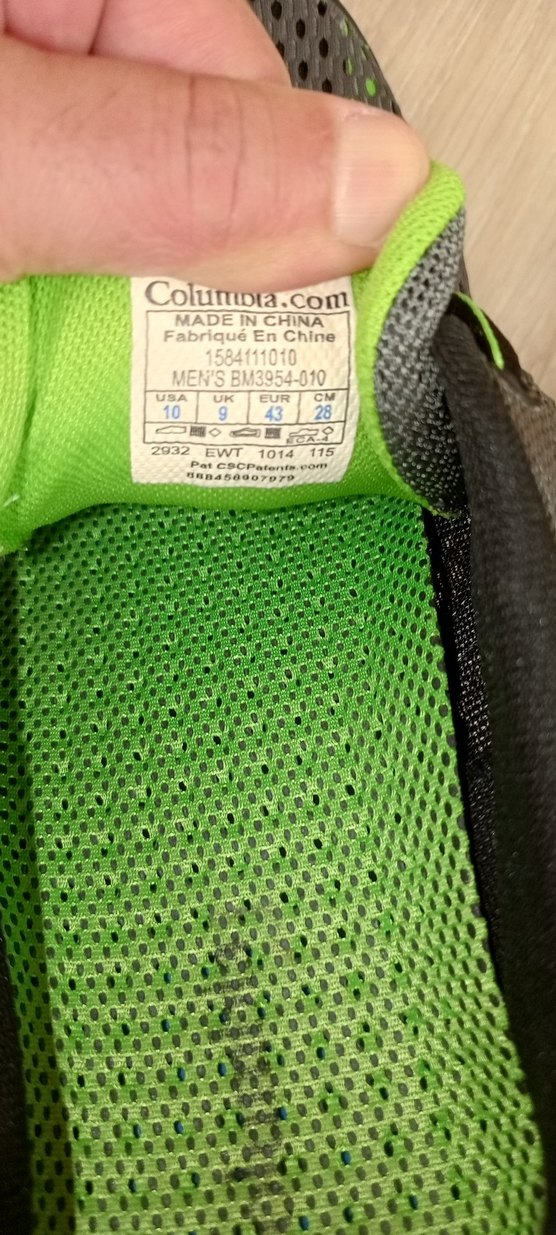 Columbia.com
MADE IN CHINA
Fabriqué En Chine
1584111010
MEN'S BM3954-010
USA UK EUR CM
10 9 43 28
ECA-4
2932 EWT 1014 115
Pat CSCPatents.com
888458907979